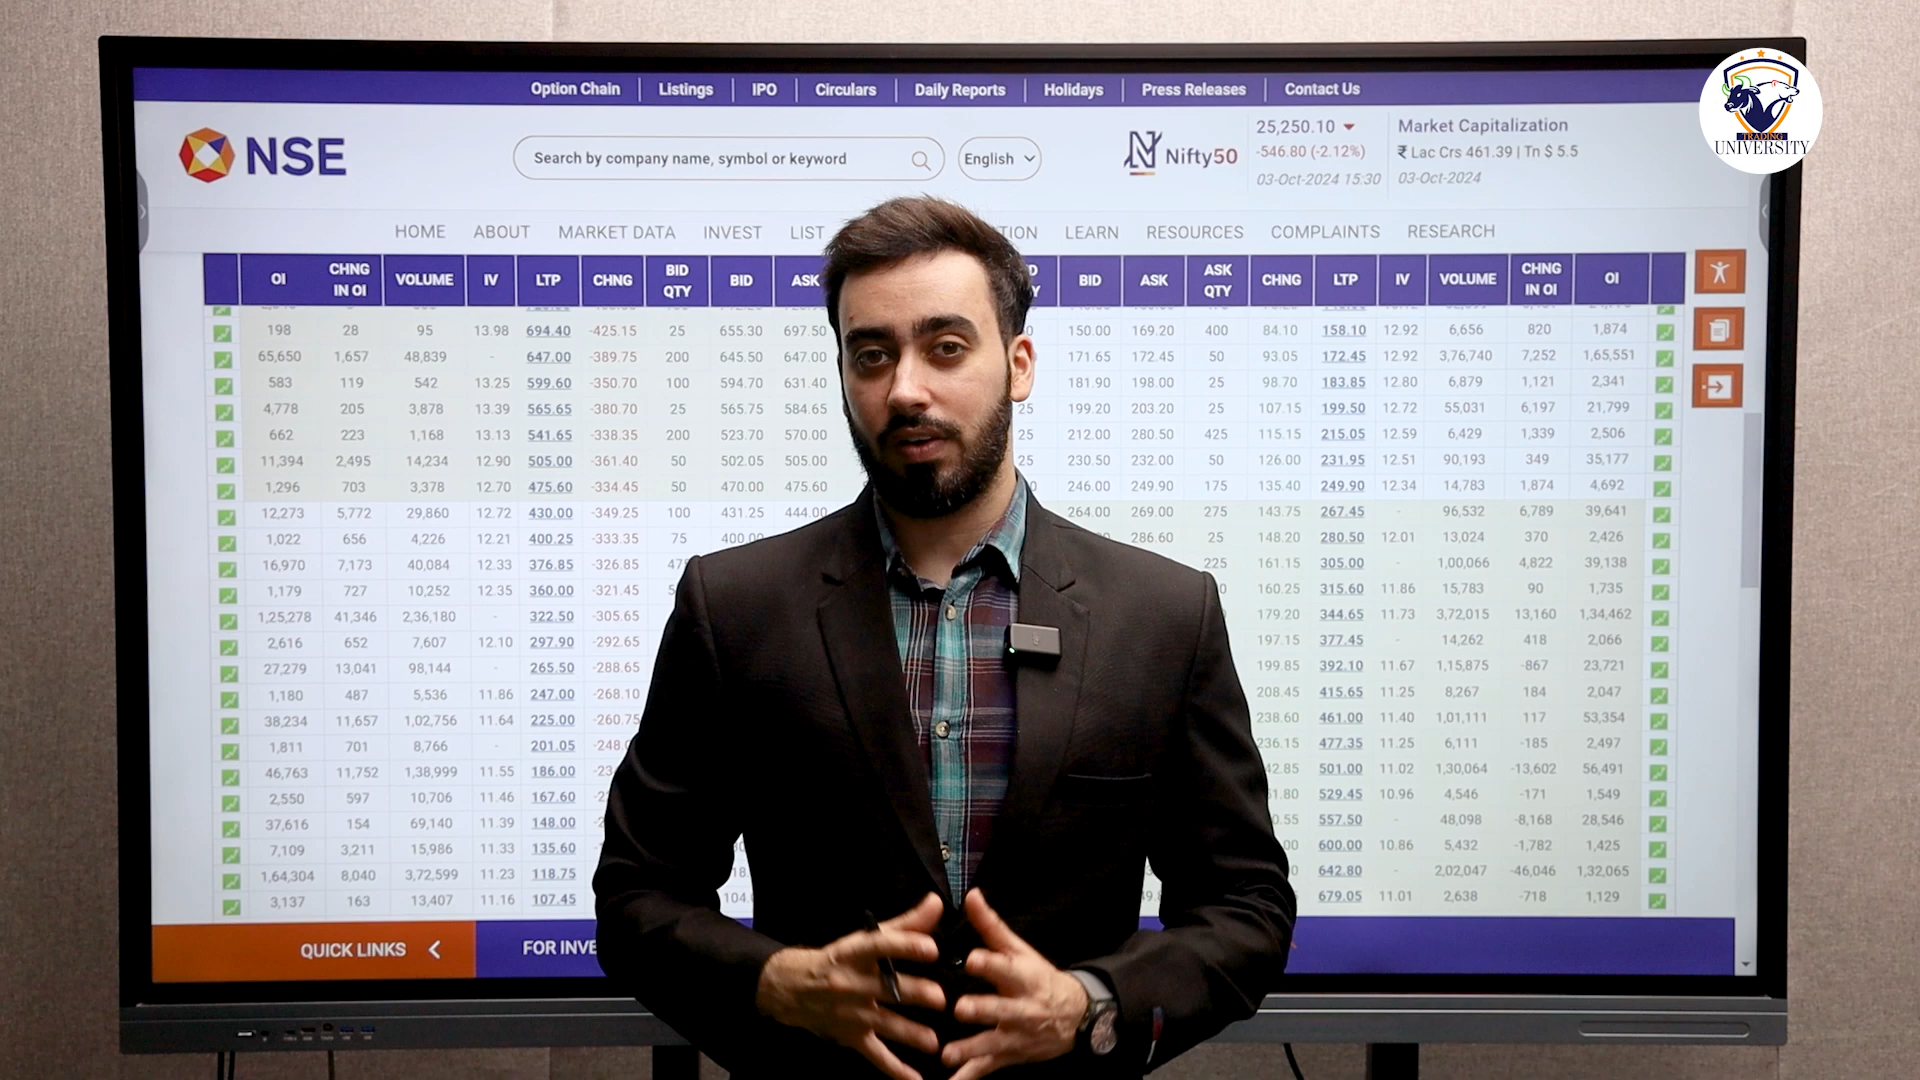 Option Chain | Listings | IPO | Circulars | Daily Reports | Holidays | Press Releases | Contact Us
NSE
Search by company name, symbol or keyword
English
Nifty50
25,250.10
-546.80 (-2.12%)
03-Oct-2024 15:30
Market Capitalization
₹ Lac Crs 461.39 | Tn $ 5.5
03-Oct-2024
TRADING
UNIVERSITY
HOME ABOUT MARKET DATA INVEST LIST TION LEARN RESOURCES COMPLAINTS RESEARCH
OI CHNG IN OI VOLUME IV LTP CHNG BID QTY BID ASK BID ASK ASK QTY CHNG LTP IV VOLUME CHNG IN OI OI
198 28 95 13.98 694.40 -425.15 25 655.30 697.50 150.00 169.20 400 84.10 158.10 12.92 6,656 820 1,874
65,650 1,657 48,839 - 647.00 -389.75 200 645.50 647.00 171.65 172.45 50 93.05 172.45 12.92 3,76,740 7,252 1,65,551
583 119 542 13.25 599.60 -350.70 100 594.70 631.40 181.90 198.00 25 98.70 183.85 12.80 6,879 1,121 2,341
4,778 205 3,878 13.39 565.65 -380.70 25 565.75 584.65 25 199.20 203.20 25 107.15 199.50 12.72 55,031 6,197 21,799
662 223 1,168 13.13 541.65 -338.35 200 523.70 570.00 25 212.00 280.50 425 115.15 215.05 12.59 6,429 1,339 2,506
11,394 2,495 14,234 12.90 505.00 -361.40 50 502.05 505.00 25 230.50 232.00 50 126.00 231.95 12.51 90,193 349 35,177
1,296 703 3,378 12.70 475.60 -334.45 50 470.00 475.60 246.00 249.90 175 135.40 249.90 12.34 14,783 1,874 4,692
12,273 5,772 29,860 12.72 430.00 -349.25 100 431.25 444.00 264.00 269.00 275 143.75 267.45 - 96,532 6,789 39,641
1,022 656 4,226 12.21 400.25 -333.35 75 400.00 286.60 25 148.20 280.50 12.01 13,024 370 2,426
16,970 7,173 40,084 12.33 376.85 -326.85 225 161.15 305.00 - 1,00,066 4,822 39,138
1,179 727 10,252 12.35 360.00 -321.45 160.25 315.60 11.86 15,783 90 1,735
1,25,278 41,346 2,36,180 - 322.50 -305.65 179.20 344.65 11.73 3,72,015 13,160 1,34,462
2,616 652 7,607 12.10 297.90 -292.65 197.15 377.45 - 14,262 418 2,066
27,279 13,041 98,144 - 265.50 -288.65 199.85 392.10 11.67 1,15,875 -867 23,721
1,180 487 5,536 11.86 247.00 -268.10 208.45 415.65 11.25 8,267 184 2,047
38,234 11,657 1,02,756 11.64 225.00 -260.75 238.60 461.00 11.40 1,01,111 117 53,354
1,811 701 8,766 - 201.05 236.15 477.35 11.25 6,111 -185 2,497
46,763 11,752 1,38,999 11.55 186.00 501.00 11.02 1,30,064 -13,602 56,491
2,550 597 10,706 11.46 167.60 529.45 10.96 4,546 -171 1,549
37,616 154 69,140 11.39 148.00 557.50 - 48,098 -8,168 28,546
7,109 3,211 15,986 11.33 135.60 600.00 10.86 5,432 -1,782 1,425
1,64,304 8,040 3,72,599 11.23 118.75 642.80 - 2,02,047 -46,046 1,32,065
3,137 163 13,407 11.16 107.45 679.05 11.01 2,638 -718 1,129
QUICK LINKS
FOR INVE